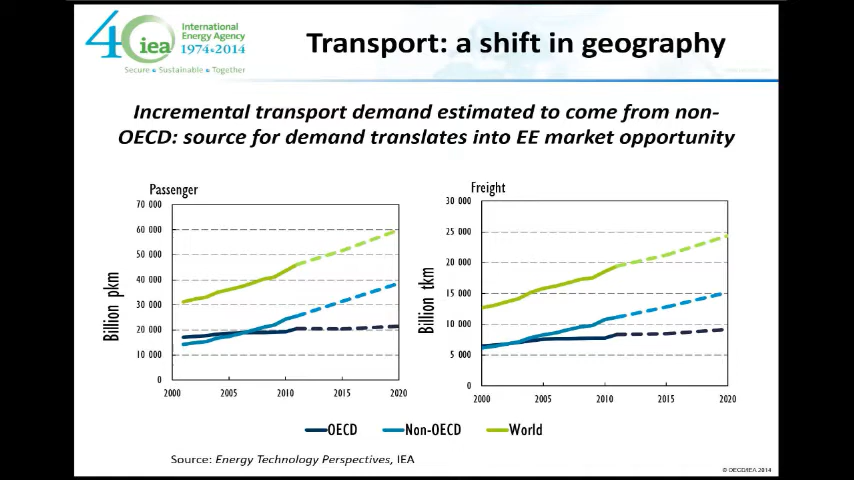 40
iea
International
Energy Agency
1974-2014
Secure • Sustainable • Together
Transport: a shift in geography
Incremental transport demand estimated to come from non-
OECD: source for demand translates into EE market opportunity
Passenger
Billion pkm
70 000
60 000
50 000
40 000
30 000
20 000
10 000
0
2000
2005
2010
2015
2020
Freight
Billion tkm
30 000
25 000
20 000
15 000
10 000
5 000
0
2000
2005
2010
2015
2020
OECD
Non-OECD
World
Source: Energy Technology Perspectives, IEA
© OECD/IEA 2014